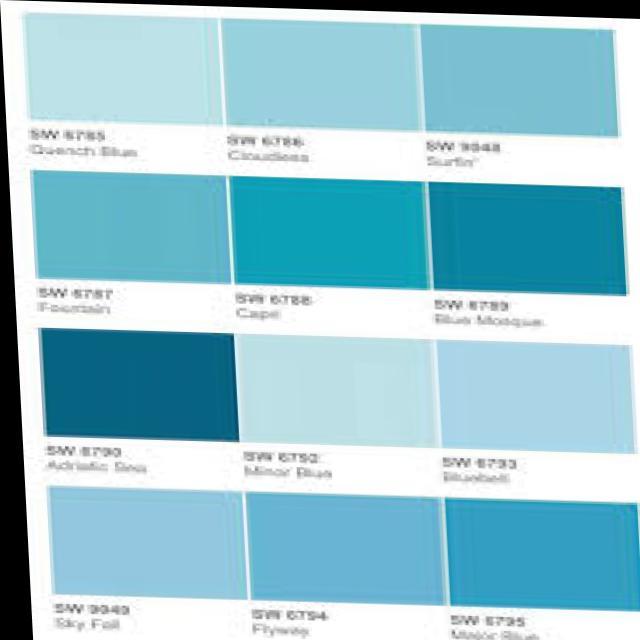 SW 6785
Quench Blue
SW 6786
Cloudless
SW 9048
Surfin'
SW 6787
Fountain
SW 6788
Capri
SW 6789
Blue Mosque
SW 6790
Adriatic Sea
SW 6792
Minor Blue
SW 6793
Bluebell
SW 9049
Sky Fall
SW 6794
Flyway
SW 6795
Major Blue